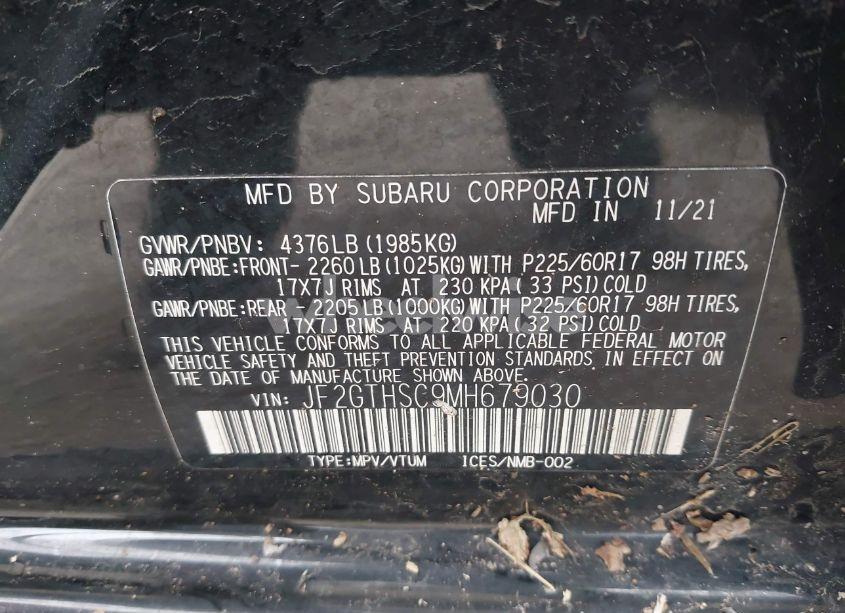 MFD BY SUBARU CORPORATION
MFD IN 11/21
GVWR/PNBV: 4376LB (1985KG)
GAWR/PNBE:FRONT- 2260LB (1025KG) WITH P225/60R17 98H TIRES,
17X7J RIMS AT 230 KPA( 33 PSI)COLD
GAWR/PNBE:REAR - 2205LB (1000KG) WITH P225/60R17 98H TIRES,
17X7J RIMS AT 220 KPA( 32 PSI)COLD
THIS VEHICLE CONFORMS TO ALL APPLICABLE FEDERAL MOTOR
VEHICLE SAFETY AND THEFT PREVENTION STANDARDS IN EFFECT ON
THE DATE OF MANUFACTURE SHOWN ABOVE.
VIN: JF2GTHSC9MH679030
TYPE:MPV/VTUM ICES/NMB-002